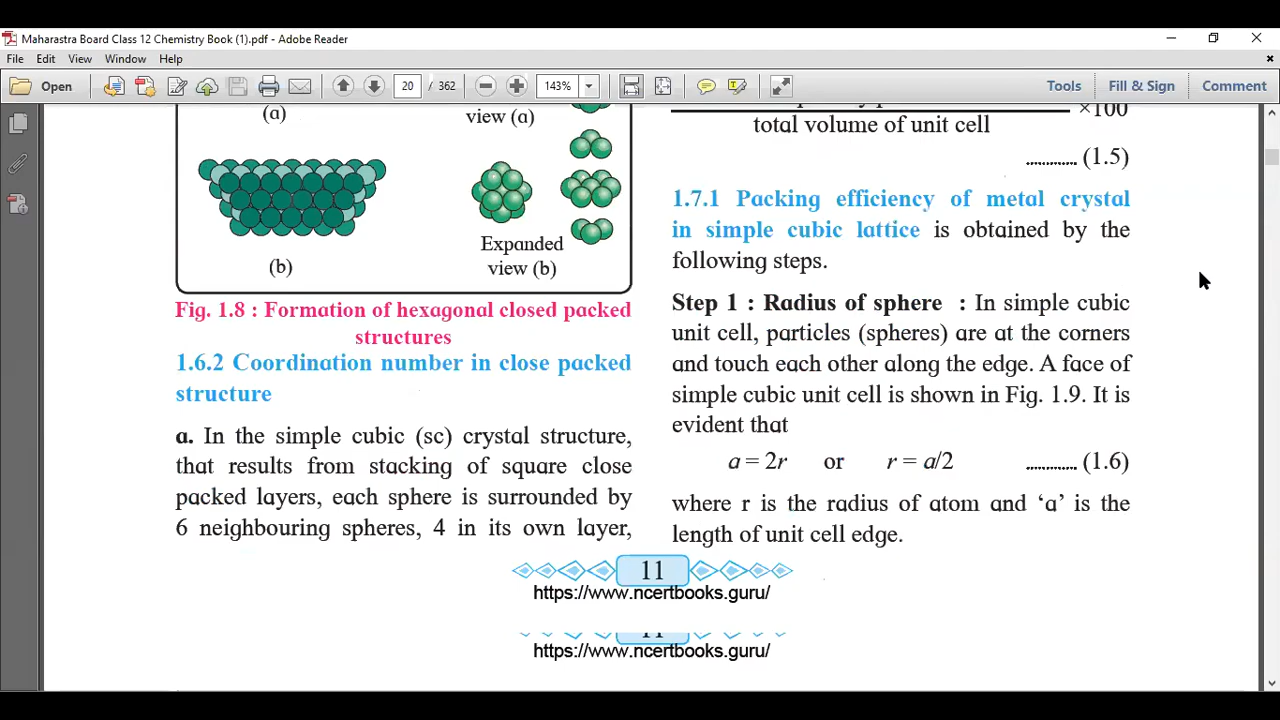 Maharastra Board Class 12 Chemistry Book (1).pdf - Adobe Reader
File Edit View Window Help
Open 20 / 362 143% Tools Fill & Sign Comment
(a)
view (a)
(b)
Expanded
view (b)
Fig. 1.8 : Formation of hexagonal closed packed
structures
1.6.2 Coordination number in close packed
structure
a. In the simple cubic (sc) crystal structure,
that results from stacking of square close
packed layers, each sphere is surrounded by
6 neighbouring spheres, 4 in its own layer,
×100
total volume of unit cell
............ (1.5)
1.7.1 Packing efficiency of metal crystal
in simple cubic lattice is obtained by the
following steps.
Step 1 : Radius of sphere : In simple cubic
unit cell, particles (spheres) are at the corners
and touch each other along the edge. A face of
simple cubic unit cell is shown in Fig. 1.9. It is
evident that
a = 2r or r = a/2 ............ (1.6)
where r is the radius of atom and ‘a’ is the
length of unit cell edge.
11
https://www.ncertbooks.guru/
11
https://www.ncertbooks.guru/